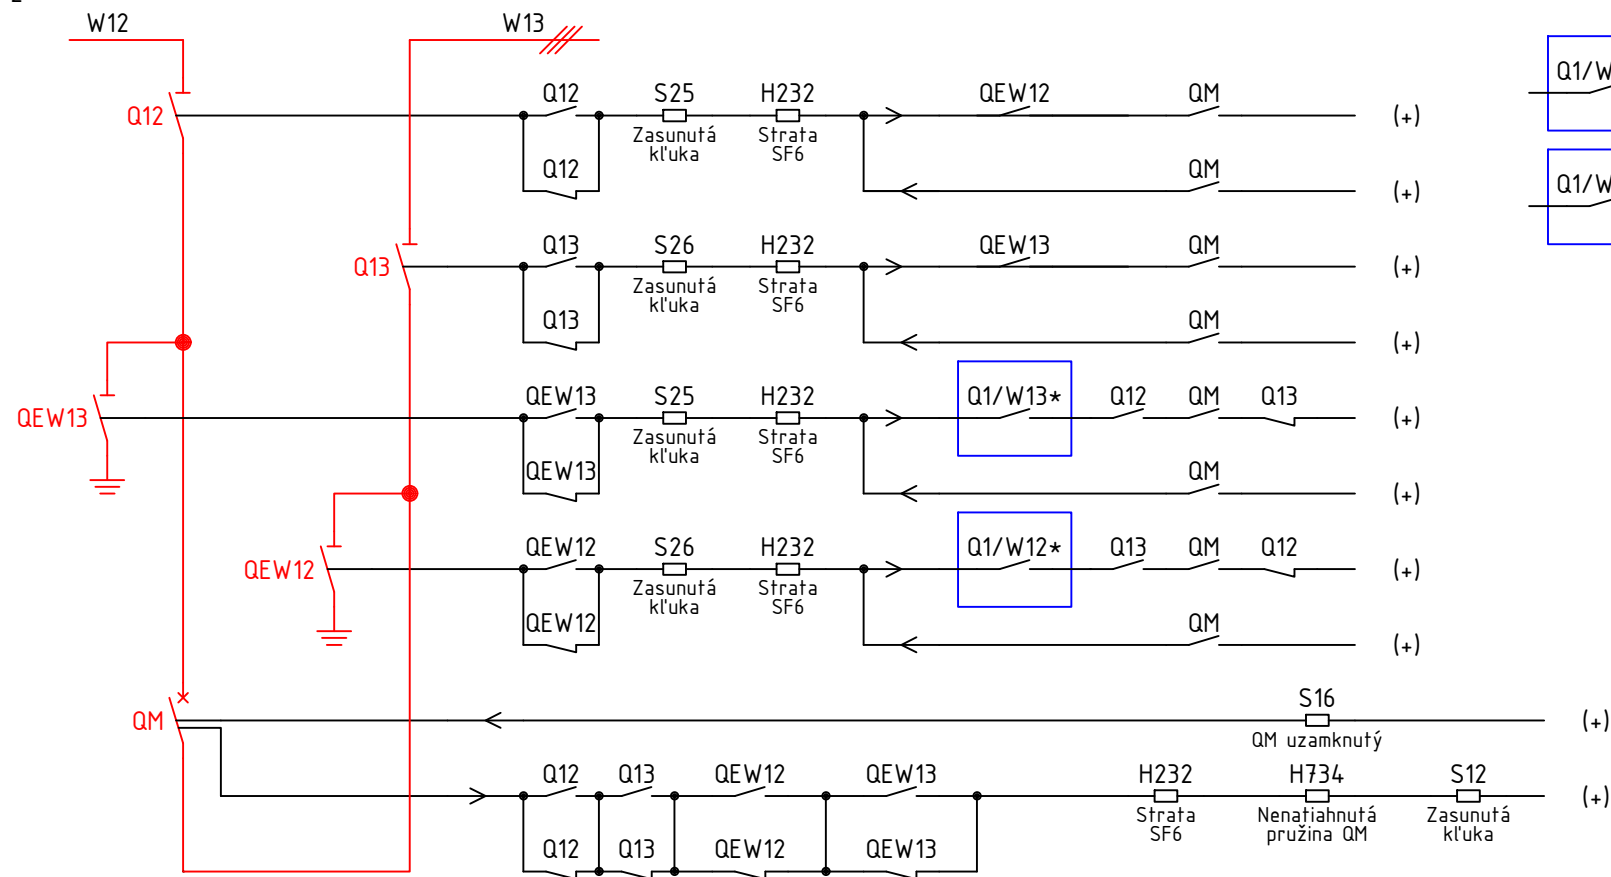 W12
W13
Q1/W
Q12
S25
H232
QEW12
QM
Q12
(+)
Zasunutá
kľuka
Strata
SF6
Q12
QM
(+)
Q1/W
Q13
S26
H232
QEW13
QM
Q13
(+)
Zasunutá
kľuka
Strata
SF6
Q13
QM
(+)
QEW13
S25
H232
Q1/W13*
Q12
QM
Q13
QEW13
(+)
Zasunutá
kľuka
Strata
SF6
QEW13
QM
(+)
QEW12
S26
H232
Q1/W12*
Q13
QM
Q12
QEW12
(+)
Zasunutá
kľuka
Strata
SF6
QEW12
QM
(+)
S16
QM
(+)
QM uzamknutý
Q12
Q13
QEW12
QEW13
H232
H734
S12
(+)
Strata
SF6
Nenatiahnutá
pružina QM
Zasunutá
kľuka
Q12
Q13
QEW12
QEW13